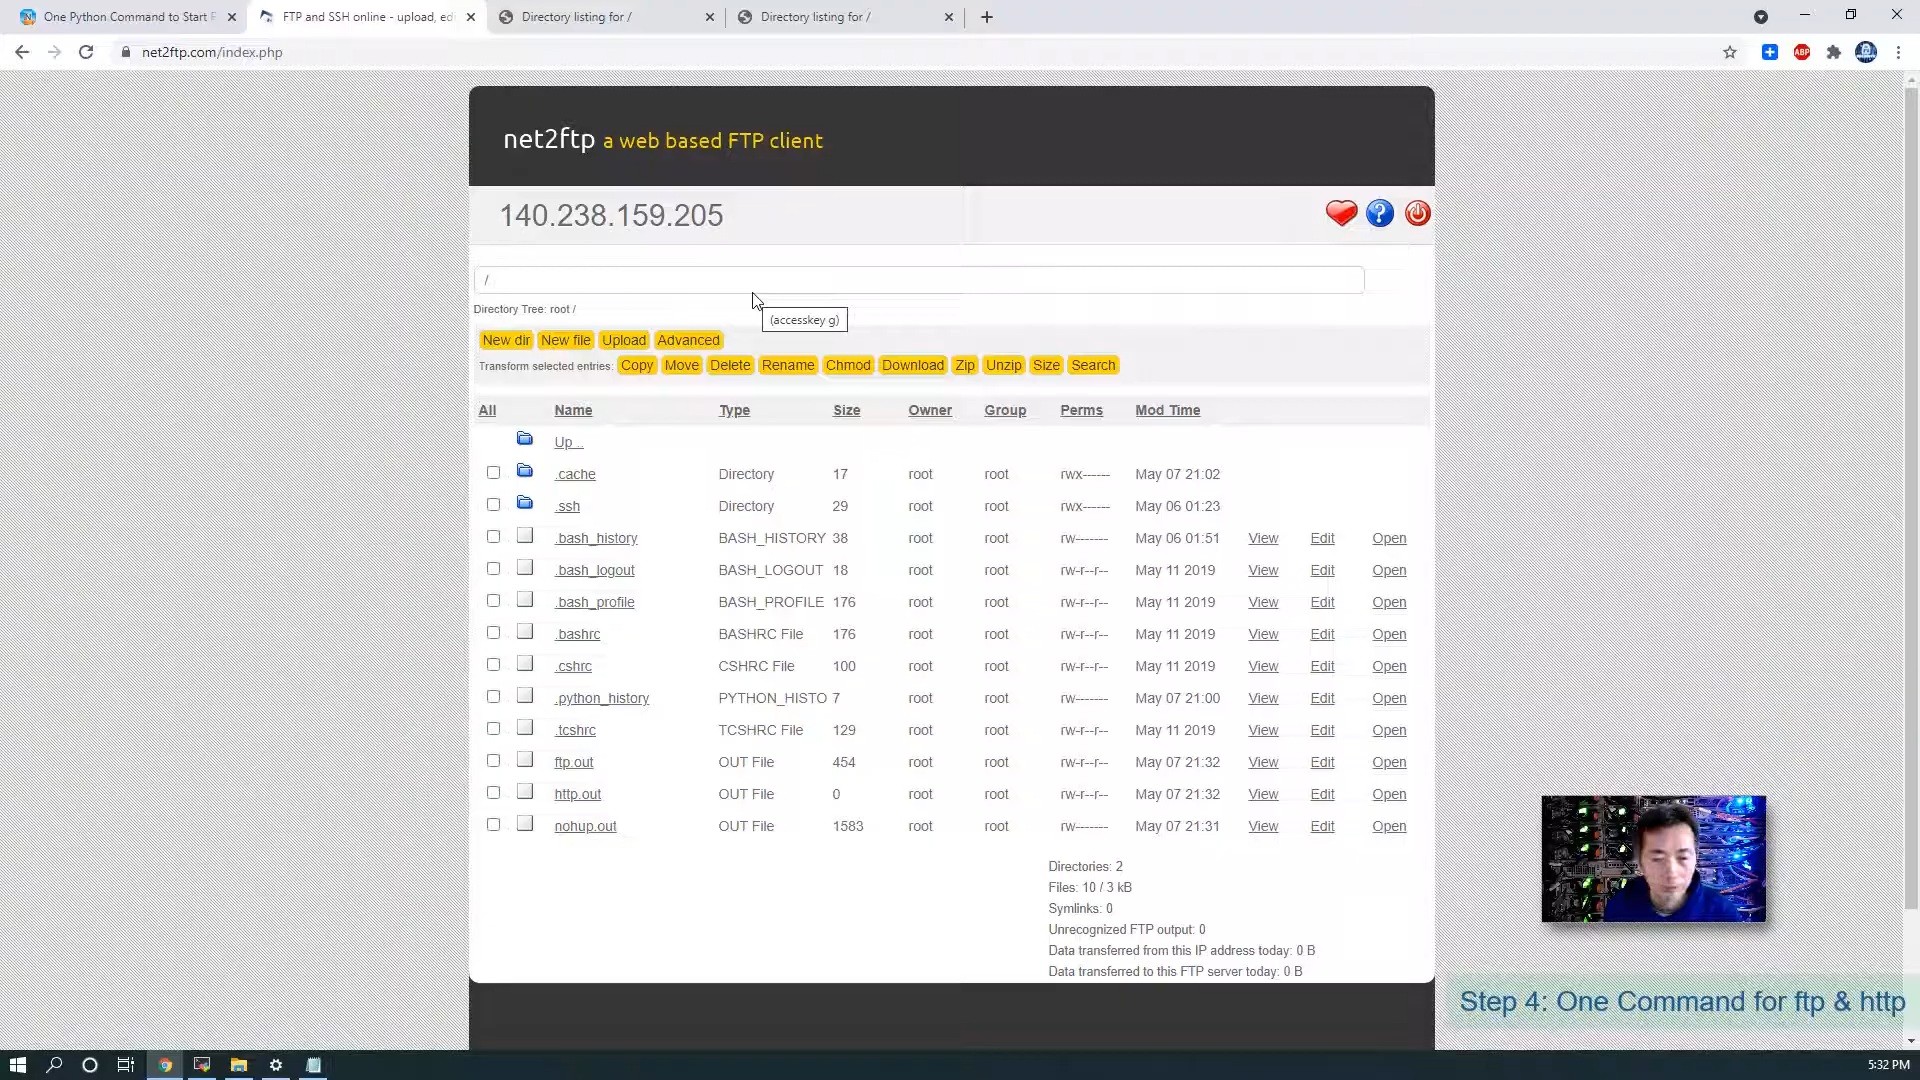 One Python Command to Start F
FTP and SSH online - upload, edi
Directory listing for /
Directory listing for /
net2ftp.com/index.php
ABP
net2ftp a web based FTP client
140.238.159.205
/
Directory Tree: root /
(accesskey g)
New dir New file Upload Advanced
Transform selected entries: Copy Move Delete Rename Chmod Download Zip Unzip Size Search
All Name Type Size Owner Group Perms Mod Time
Up ..
.cache Directory 17 root root rwx------ May 07 21:02
.ssh Directory 29 root root rwx------ May 06 01:23
.bash_history BASH_HISTORY 38 root root rw------- May 06 01:51 View Edit Open
.bash_logout BASH_LOGOUT 18 root root rw-r--r-- May 11 2019 View Edit Open
.bash_profile BASH_PROFILE 176 root root rw-r--r-- May 11 2019 View Edit Open
.bashrc BASHRC File 176 root root rw-r--r-- May 11 2019 View Edit Open
.cshrc CSHRC File 100 root root rw-r--r-- May 11 2019 View Edit Open
.python_history PYTHON_HISTO 7 root root rw------- May 07 21:00 View Edit Open
.tcshrc TCSHRC File 129 root root rw-r--r-- May 11 2019 View Edit Open
ftp.out OUT File 454 root root rw-r--r-- May 07 21:32 View Edit Open
http.out OUT File 0 root root rw-r--r-- May 07 21:32 View Edit Open
nohup.out OUT File 1583 root root rw------- May 07 21:31 View Edit Open
Directories: 2
Files: 10 / 3 kB
Symlinks: 0
Unrecognized FTP output: 0
Data transferred from this IP address today: 0 B
Data transferred to this FTP server today: 0 B
Step 4: One Command for ftp & http
5:32 PM